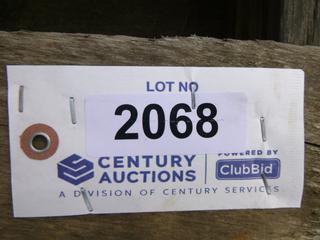 LOT NO
2068
CENTURY POWERED BY
AUCTIONS ClubBid
A DIVISION OF CENTURY SERVICES